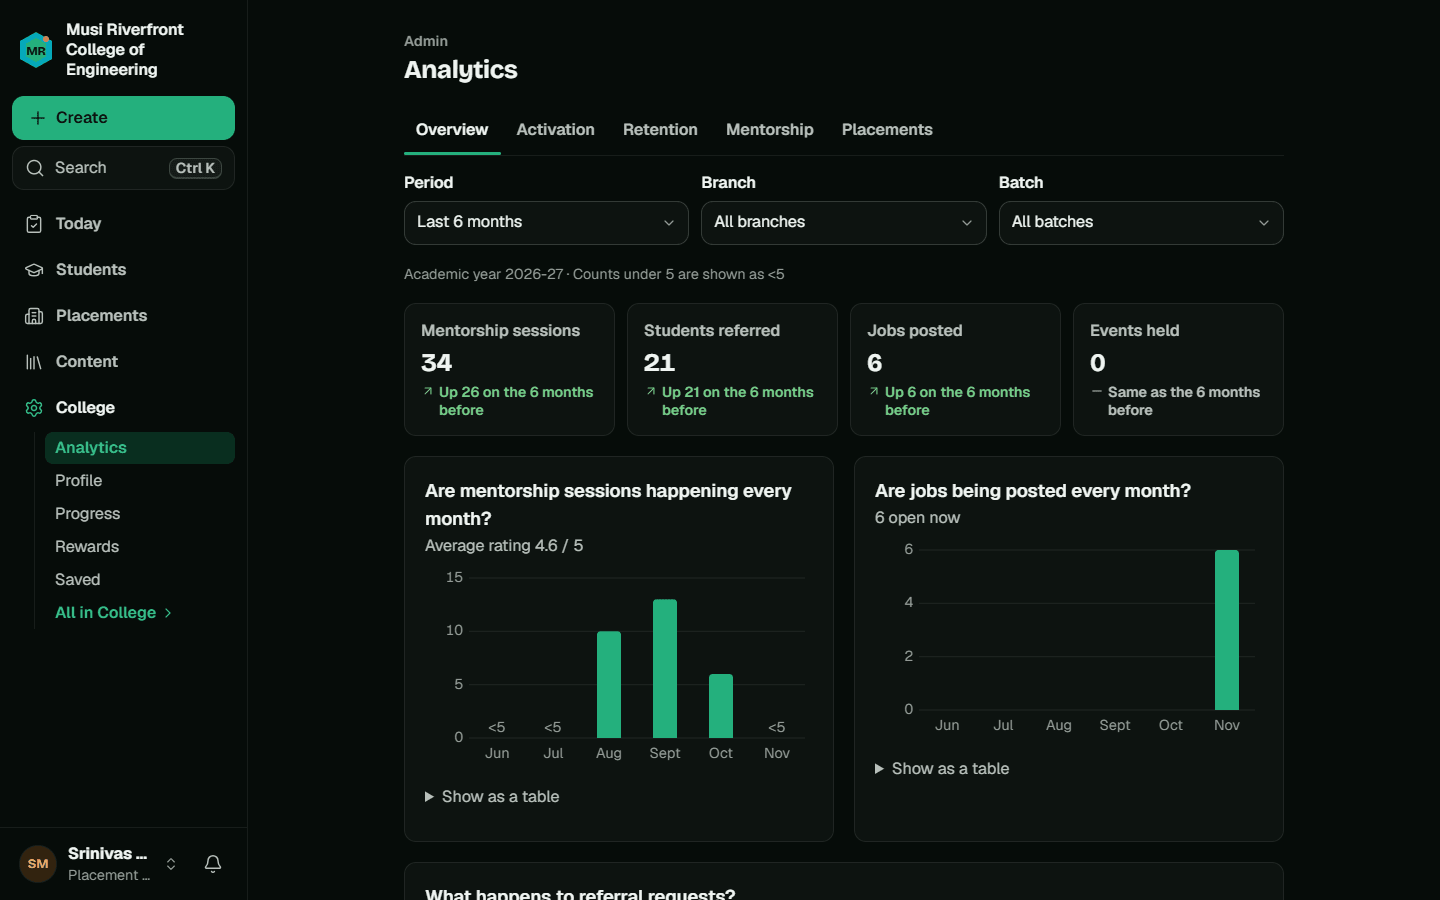 MR
Musi Riverfront
College of
Engineering
Create
Search
Ctrl K
Today
Students
Placements
Content
College
Analytics
Profile
Progress
Rewards
Saved
All in College
SM
Srinivas ...
Placement ...
Admin
Analytics
Overview
Activation
Retention
Mentorship
Placements
Period
Branch
Batch
Last 6 months
All branches
All batches
Academic year 2026-27 · Counts under 5 are shown as <5
Mentorship sessions
34
Up 26 on the 6 months
before
Students referred
21
Up 21 on the 6 months
before
Jobs posted
6
Up 6 on the 6 months
before
Events held
0
Same as the 6 months
before
Are mentorship sessions happening every
month?
Average rating 4.6 / 5
15
10
5
0
<5
<5
<5
Jun
Jul
Aug
Sept
Oct
Nov
Show as a table
Are jobs being posted every month?
6 open now
6
4
2
0
Jun
Jul
Aug
Sept
Oct
Nov
Show as a table
What happens to referral requests?